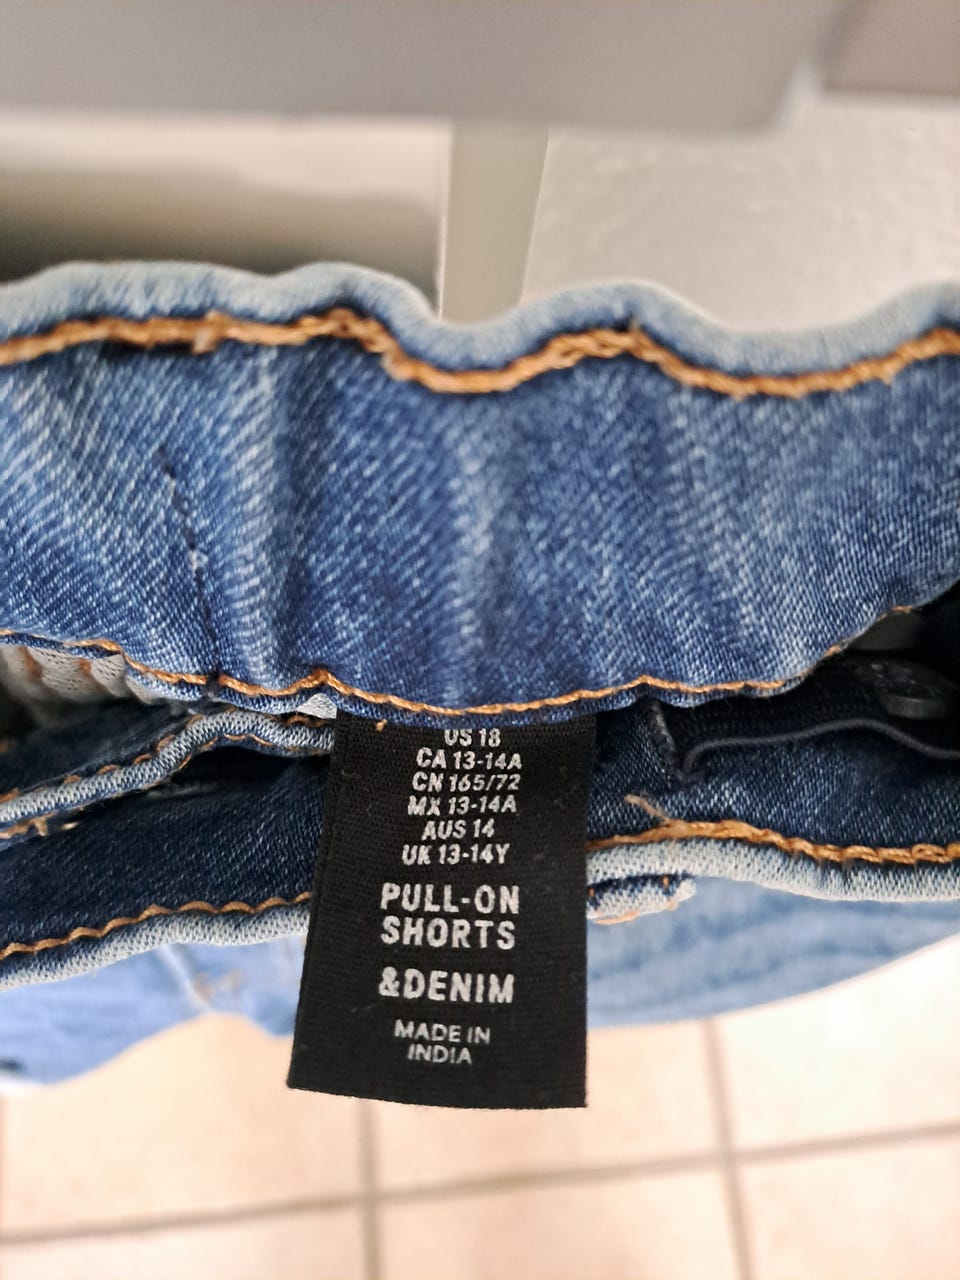 US 18
CA 13-14A
CN 165/72
MX 13-14A
AUS 14
UK 13-14Y
PULL-ON
SHORTS
&DENIM
MADE IN
INDIA